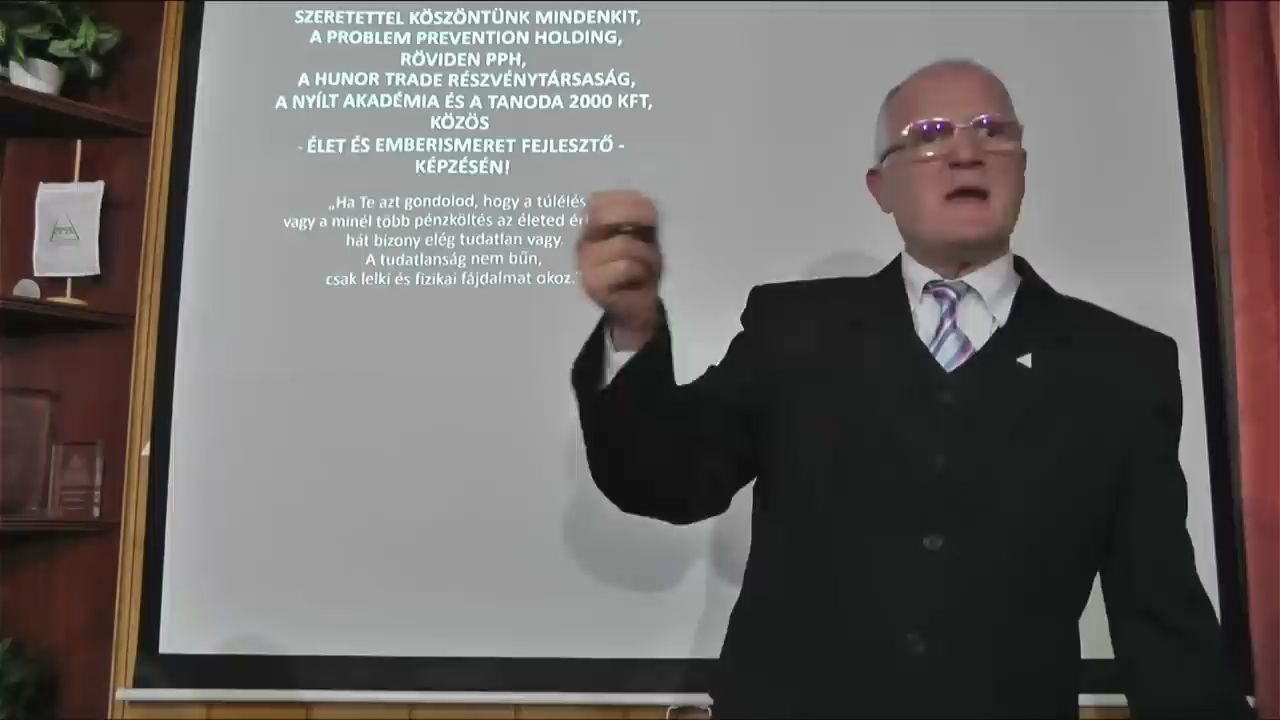 SZERETETTEL KÖSZÖNTÜNK MINDENKIT,
A PROBLEM PREVENTION HOLDING,
RÖVIDEN PPH,
A HUNOR TRADE RÉSZVÉNYTÁRSASÁG,
A NYÍLT AKADÉMIA ÉS A TANODA 2000 KFT,
KÖZÖS
- ÉLET ÉS EMBERISMERET FEJLESZTŐ -
KÉPZÉSÉN!
„Ha Te azt gondolod, hogy a túlélés
vagy a minél több pénzköltés az életed
hát bizony elég tudatlan vagy.
A tudatlanság nem bűn,
csak lelki és fizikai fájdalmat okoz."